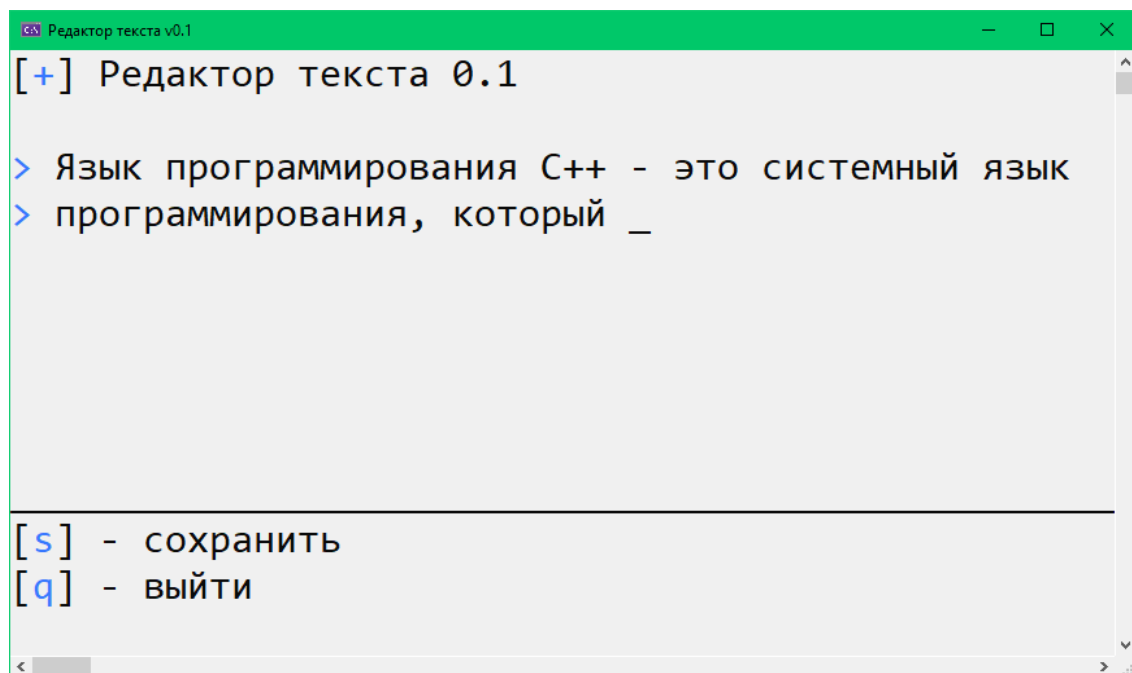 Редактор текста v0.1
[+] Редактор текста 0.1
> Язык программирования C++ - это системный язык
> программирования, который _
[s] - сохранить
[q] - выйти